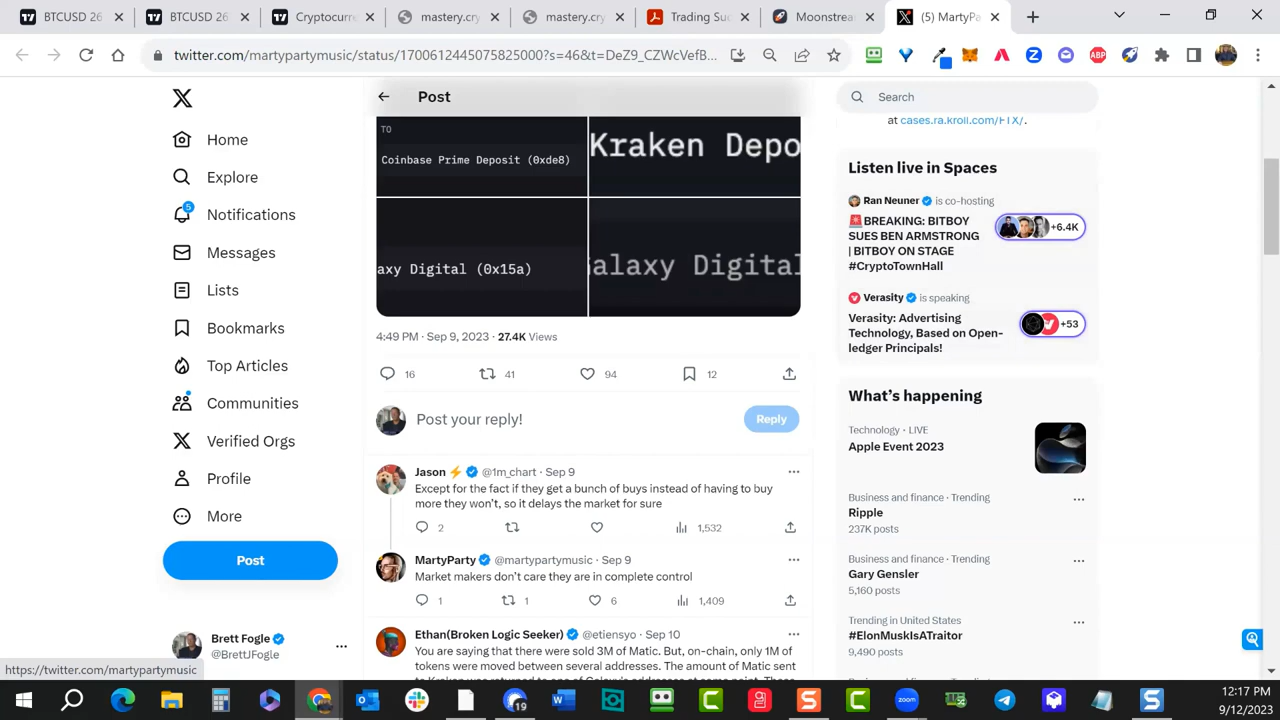 BTCUSD 26
BTCUSD 26
Cryptocurre
mastery.cry
mastery.cry
Trading Suc
Moonstrea
(5) MartyPa
twitter.com/martypartymusic/status/1700612445075825000?s=46&t=DeZ9_CZWcVefB...
Post
TO
Coinbase Prime Deposit (0xde8)
Kraken Depo
axy Digital (0x15a)
Galaxy Digital
4:49 PM · Sep 9, 2023 · 27.4K Views
16
41
94
12
Post your reply!
Reply
Jason @1m_chart · Sep 9
Except for the fact if they get a bunch of buys instead of having to buy
more they won't, so it delays the market for sure
2
1,532
MartyParty @martypartymusic · Sep 9
Market makers don't care they are in complete control
1
1
6
1,409
Ethan(Broken Logic Seeker) @etiensyo · Sep 10
You are saying that there were sold 3M of Matic. But, on-chain, only 1M of
tokens were moved between several addresses. The amount of Matic sent
Home
Explore
5
Notifications
Messages
Lists
Bookmarks
Top Articles
Communities
Verified Orgs
Profile
More
Post
Brett Fogle
@BrettJFogle
https://twitter.com/martypartymusic
Search
at cases.ra.kroll.com/FTX/.
Listen live in Spaces
Ran Neuner is co-hosting
BREAKING: BITBOY
SUES BEN ARMSTRONG
| BITBOY ON STAGE
#CryptoTownHall
+6.4K
Verasity is speaking
Verasity: Advertising
Technology, Based on Open-
ledger Principals!
+53
What's happening
Technology · LIVE
Apple Event 2023
Business and finance · Trending
Ripple
237K posts
Business and finance · Trending
Gary Gensler
5,160 posts
Trending in United States
#ElonMuskIsATraitor
9,490 posts
ABP
19
zoom
12:17 PM
9/12/2023